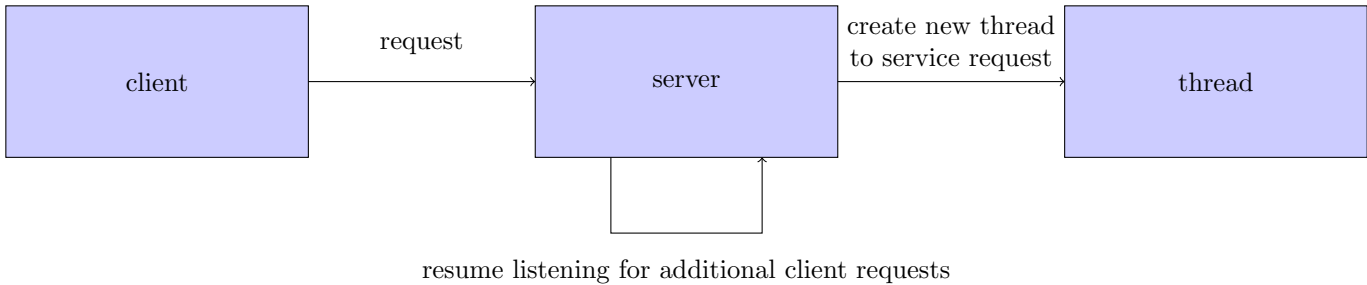 client
request
server
create new thread
to service request
thread
resume listening for additional client requests